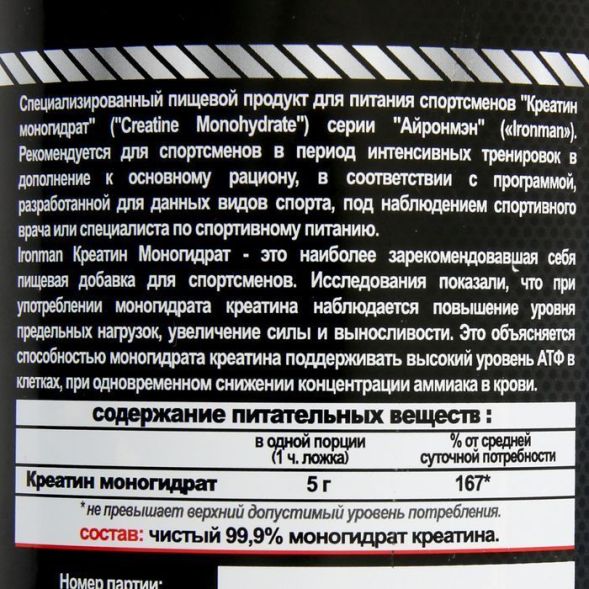 Специализированный пищевой продукт для питания спортсменов "Креатин
моногидрат" ("Creatine Monohydrate") серии "Айронмэн" («Ironman»).
Рекомендуется для спортсменов в период интенсивных тренировок в
дополнение к основному рациону, в соответствии с программой,
разработанной для данных видов спорта, под наблюдением спортивного
врача или специалиста по спортивному питанию.
Ironman Креатин Моногидрат - это наиболее зарекомендовавшая себя
пищевая добавка для спортсменов. Исследования показали, что при
употреблении моногидрата креатина наблюдается повышение уровня
предельных нагрузок, увеличение силы и выносливости. Это объясняется
способностью моногидрата креатина поддерживать высокий уровень АТФ в
клетках, при одновременном снижении концентрации аммиака в крови.
содержание питательных веществ :
в одной порции % от средней
(1 ч. ложка) суточной потребности
Креатин моногидрат 5 г 167*
*не превышает верхний допустимый уровень потребления.
состав: чистый 99,9% моногидрат креатина.
Номер партии: